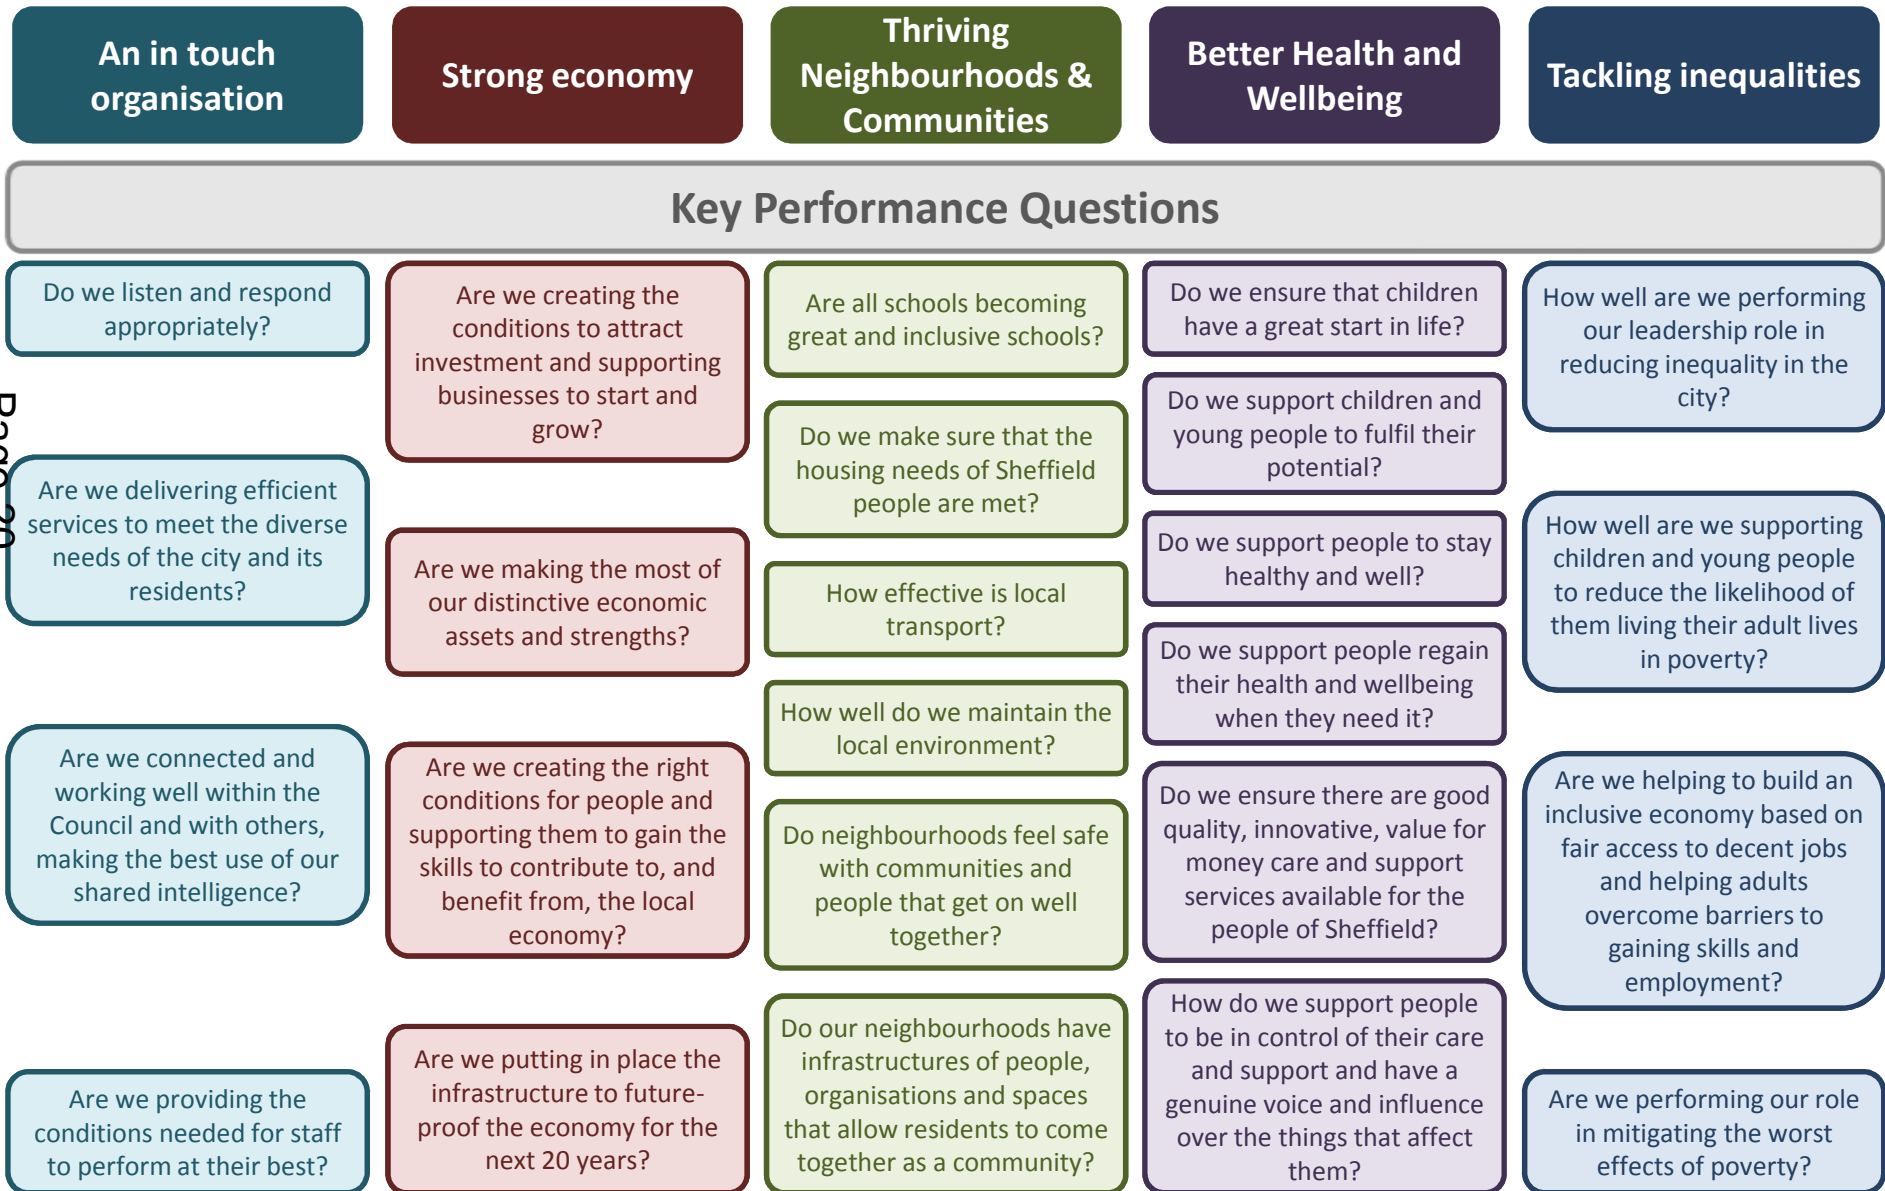 An in touch
organisation
Strong economy
Thriving
Neighbourhoods &
Communities
Better Health and
Wellbeing
Tackling inequalities
Key Performance Questions
Do we listen and respond
appropriately?
Are we delivering efficient
services to meet the diverse
needs of the city and its
residents?
Are we connected and
working well within the
Council and with others,
making the best use of our
shared intelligence?
Are we providing the
conditions needed for staff
to perform at their best?
Are we creating the
conditions to attract
investment and supporting
businesses to start and
grow?
Are we making the most of
our distinctive economic
assets and strengths?
Are we creating the right
conditions for people and
supporting them to gain the
skills to contribute to, and
benefit from, the local
economy?
Are we putting in place the
infrastructure to future-
proof the economy for the
next 20 years?
Are all schools becoming
great and inclusive schools?
Do we make sure that the
housing needs of Sheffield
people are met?
How effective is local
transport?
How well do we maintain the
local environment?
Do neighbourhoods feel safe
with communities and
people that get on well
together?
Do our neighbourhoods have
infrastructures of people,
organisations and spaces
that allow residents to come
together as a community?
Do we ensure that children
have a great start in life?
Do we support children and
young people to fulfil their
potential?
Do we support people to stay
healthy and well?
Do we support people regain
their health and wellbeing
when they need it?
Do we ensure there are good
quality, innovative, value for
money care and support
services available for the
people of Sheffield?
How do we support people
to be in control of their care
and support and have a
genuine voice and influence
over the things that affect
them?
How well are we performing
our leadership role in
reducing inequality in the
city?
How well are we supporting
children and young people
to reduce the likelihood of
them living their adult lives
in poverty?
Are we helping to build an
inclusive economy based on
fair access to decent jobs
and helping adults
overcome barriers to
gaining skills and
employment?
Are we performing our role
in mitigating the worst
effects of poverty?